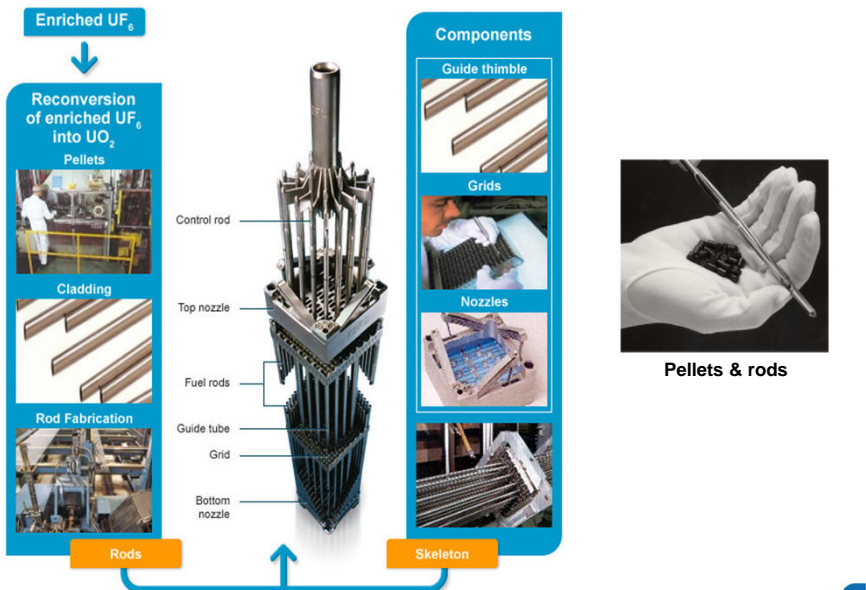 Enriched UF₆
Reconversion
of enriched UF₆
into UO₂
Pellets
Cladding
Rod Fabrication
Rods
Control rod
Top nozzle
Fuel rods
Guide tube
Grid
Bottom
nozzle
Components
Guide thimble
Grids
Nozzles
Skeleton
Pellets & rods